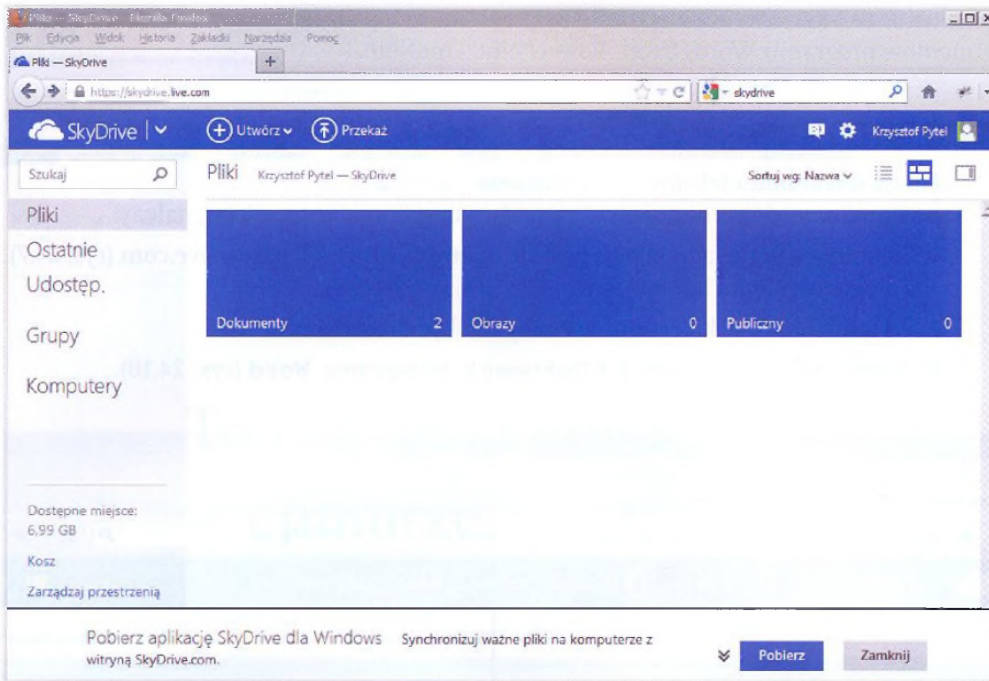 Pliki — SkyDrive - Mozilla Firefox
Plik Edycja Widok Historia Zakładki Narzędzia Pomoc
Pliki — SkyDrive
https://skydrive.live.com
skydrive
SkyDrive Utwórz Przekaż Krzysztof Pytel
Szukaj Pliki Krzysztof Pytel — SkyDrive Sortuj wg: Nazwa
Pliki
Ostatnie
Udostęp.
Grupy
Komputery
Dokumenty 2
Obrazy 0
Publiczny 0
Dostępne miejsce:
6,99 GB
Kosz
Zarządzaj przestrzenią
Pobierz aplikację SkyDrive dla Windows Synchronizuj ważne pliki na komputerze z
witryną SkyDrive.com.
Pobierz Zamknij